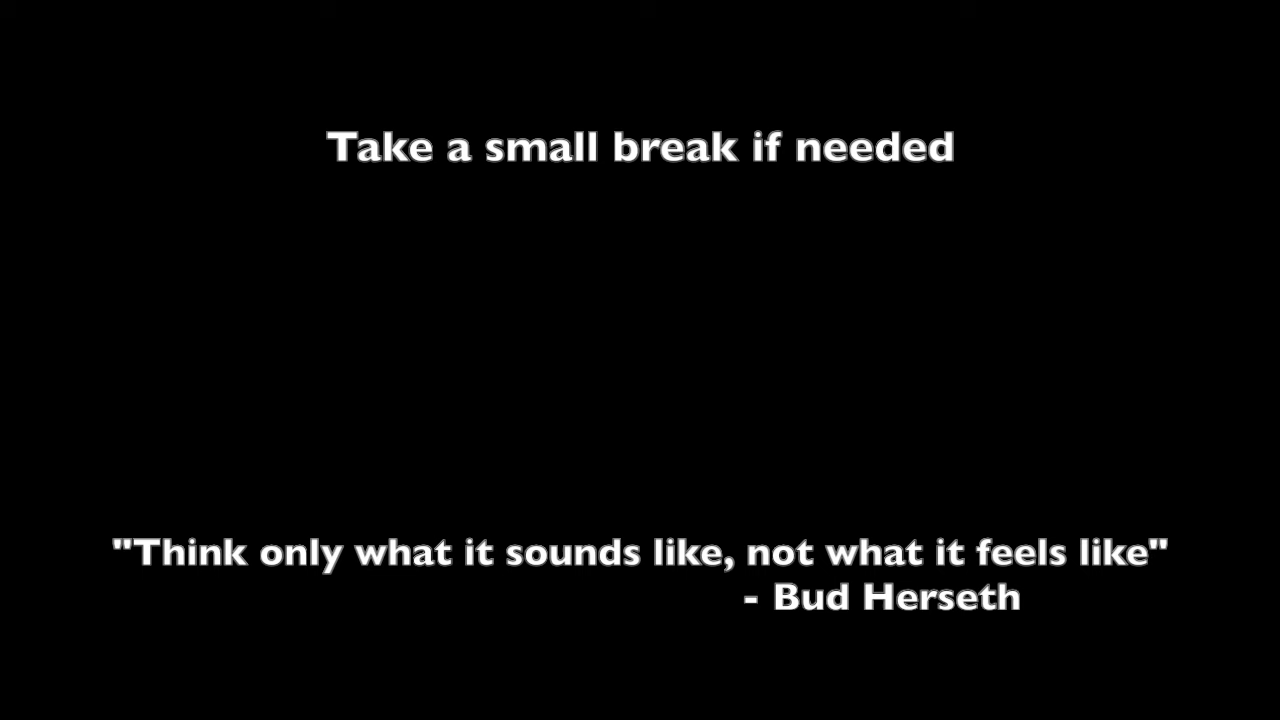 Take a small break if needed
"Think only what it sounds like, not what it feels like"
- Bud Herseth